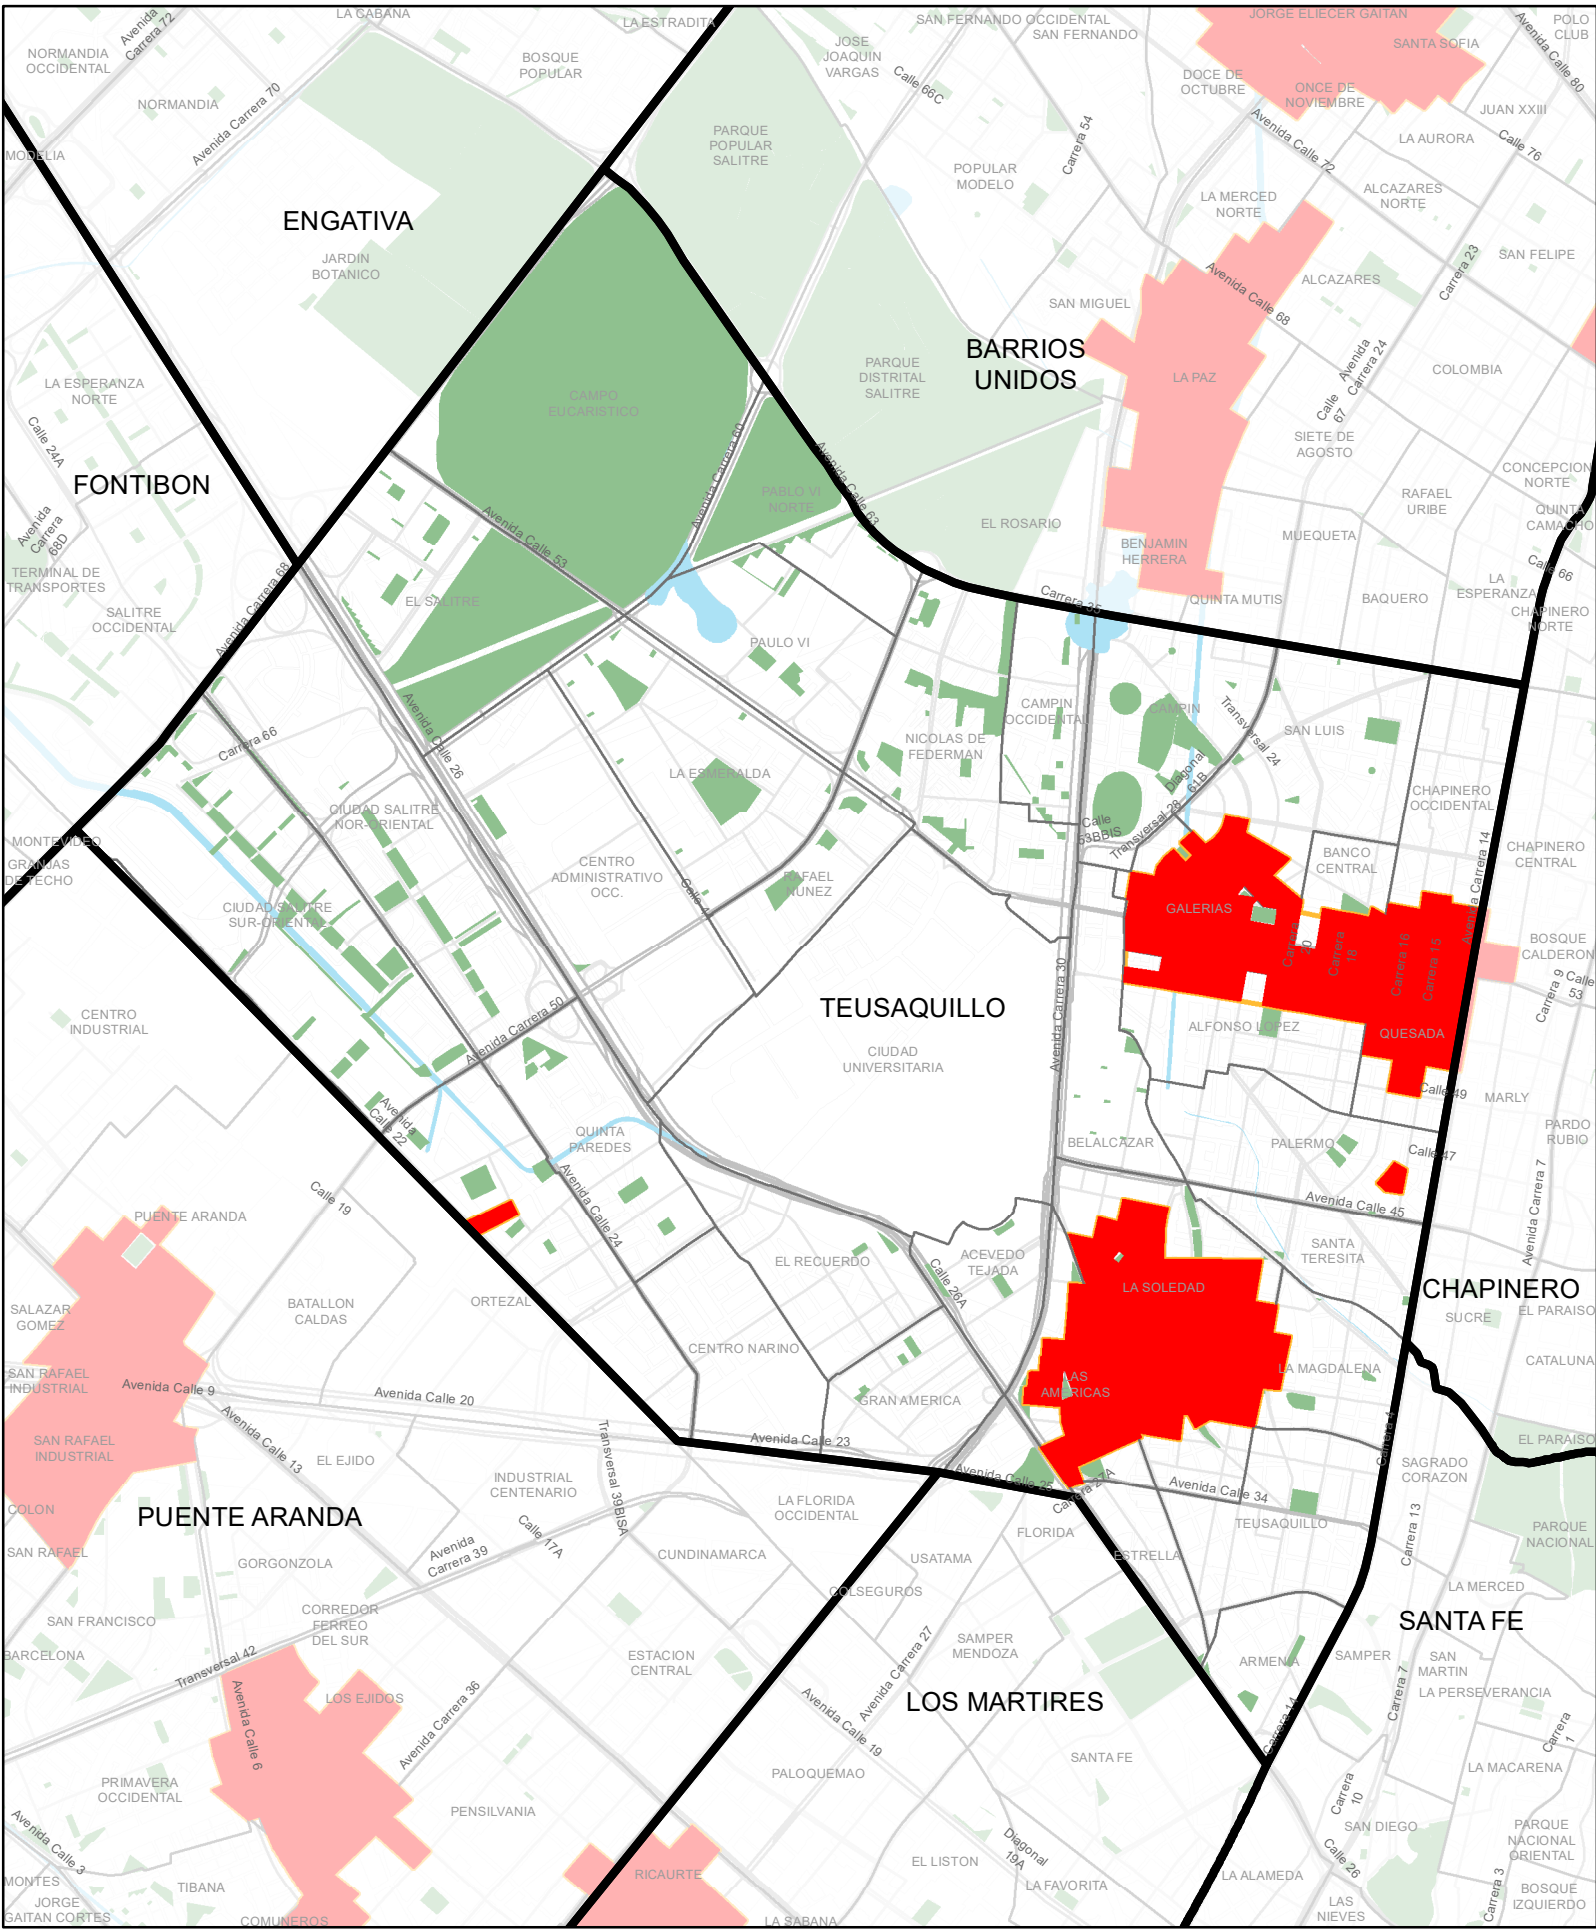 LA CABANA
LA ESTRADITA
SAN FERNANDO OCCIDENTAL
SAN FERNANDO
JORGE ELIECER GAITAN
POLO
CLUB
Avenida
Carrera 72
NORMANDIA
OCCIDENTAL
BOSQUE
POPULAR
JOSE
JOAQUIN
VARGAS
Calle 66C
DOCE DE
OCTUBRE
SANTA SOFIA
Avenida Calle 80
ONCE DE
NOVIEMBRE
JUAN XXIII
NORMANDIA
Avenida Carrera 70
PARQUE
POPULAR
SALITRE
Carrera 54
Avenida Calle 72
LA AURORA
Calle 76
MODELIA
POPULAR
MODELO
LA MERCED
NORTE
ALCAZARES
NORTE
ENGATIVA
JARDIN
BOTANICO
SAN MIGUEL
Avenida Calle 68
ALCAZARES
Carrera 23
SAN FELIPE
BARRIOS
UNIDOS
PARQUE
DISTRITAL
SALITRE
LA PAZ
Avenida
Carrera 24
Calle
67
COLOMBIA
LA ESPERANZA
NORTE
CAMPO
EUCARISTICO
Calle 24A
Avenida Carrera 60
Avenida Calle 63
SIETE DE
AGOSTO
CONCEPCION
NORTE
FONTIBON
PABLO VI
NORTE
RAFAEL
URIBE
QUINTA
CAMACHO
Avenida
Carrera
68D
Avenida Calle 53
EL ROSARIO
BENJAMIN
HERRERA
MUEQUETA
Calle 66
TERMINAL DE
TRANSPORTES
SALITRE
OCCIDENTAL
Avenida Carrera 68
EL SALITRE
Carrera 35
QUINTA MUTIS
BAQUERO
LA
ESPERANZA
CHAPINERO
NORTE
PAULO VI
CAMPIN
OCCIDENTAL
CAMPIN
Transversal 24
SAN LUIS
NICOLAS DE
FEDERMAN
Carrera 66
Avenida Calle 26
LA ESMERALDA
Diagonal
61B
Transversal 28
CHAPINERO
OCCIDENTAL
CIUDAD SALITRE
NOR-ORIENTAL
Calle
53BBIS
MONTEVIDEO
GRANJAS
DE TECHO
CENTRO
ADMINISTRATIVO
OCC.
RAFAEL
NUNEZ
BANCO
CENTRAL
Avenida Carrera 14
CHAPINERO
CENTRAL
CIUDAD SALITRE
SUR-ORIENTAL
GALERIAS
Carrera
20
Carrera
18
Carrera 16
Carrera 15
BOSQUE
CALDERON
Carrera 9
Calle
53
CENTRO
INDUSTRIAL
Avenida Carrera 50
TEUSAQUILLO
CIUDAD
UNIVERSITARIA
Avenida Carrera 30
ALFONSO LOPEZ
QUESADA
Avenida
Calle 22
QUINTA
PAREDES
BELALCAZAR
PALERMO
Calle 49
MARLY
Calle 47
PARDO
RUBIO
Calle 19
PUENTE ARANDA
Avenida Calle 24
Avenida Calle 45
Avenida Carrera 7
EL RECUERDO
ACEVEDO
TEJADA
SANTA
TERESITA
Calle 26A
LA SOLEDAD
CHAPINERO
SALAZAR
GOMEZ
BATALLON
CALDAS
ORTEZAL
SUCRE
EL PARAISO
CENTRO NARINO
LA MAGDALENA
CATALUNA
SAN RAFAEL
INDUSTRIAL
Avenida Calle 9
Avenida Calle 20
GRAN AMERICA
LAS
AMERICAS
Avenida Calle 13
SAN RAFAEL
INDUSTRIAL
EL EJIDO
Transversal 39BISA
Avenida Calle 23
Carrera 4
EL PARAISO
INDUSTRIAL
CENTENARIO
Avenida Calle 26
Carrera 27A
Avenida Calle 34
SAGRADO
CORAZON
COLON
PUENTE ARANDA
LA FLORIDA
OCCIDENTAL
FLORIDA
TEUSAQUILLO
Carrera 13
PARQUE
NACIONAL
SAN RAFAEL
GORGONZOLA
Avenida
Carrera 39
Calle 17A
CUNDINAMARCA
USATAMA
ESTRELLA
COLSEGUROS
LA MERCED
SAN FRANCISCO
CORREDOR
FERREO
DEL SUR
SANTA FE
BARCELONA
Transversal 42
ESTACION
CENTRAL
Avenida Carrera 27
SAMPER
MENDOZA
ARMENIA
SAMPER
SAN
MARTIN
LOS EJIDOS
Avenida Calle 6
Avenida Carrera 36
LOS MARTIRES
Carrera 14
Carrera 7
LA PERSEVERANCIA
Carrera
1
Avenida Calle 19
SANTA FE
LA MACARENA
PRIMAVERA
OCCIDENTAL
PALOQUEMAO
Carrera
10
PENSILVANIA
SAN DIEGO
PARQUE
NACIONAL
ORIENTAL
Avenida Calle 3
Diagonal
19A
Calle 26
MONTES
TIBANA
RICAURTE
EL LISTON
LA FAVORITA
LA ALAMEDA
Carrera 3
BOSQUE
IZQUIERDO
JORGE
GAITAN CORTES
COMUNEROS
LA SABANA
LAS
NIEVES